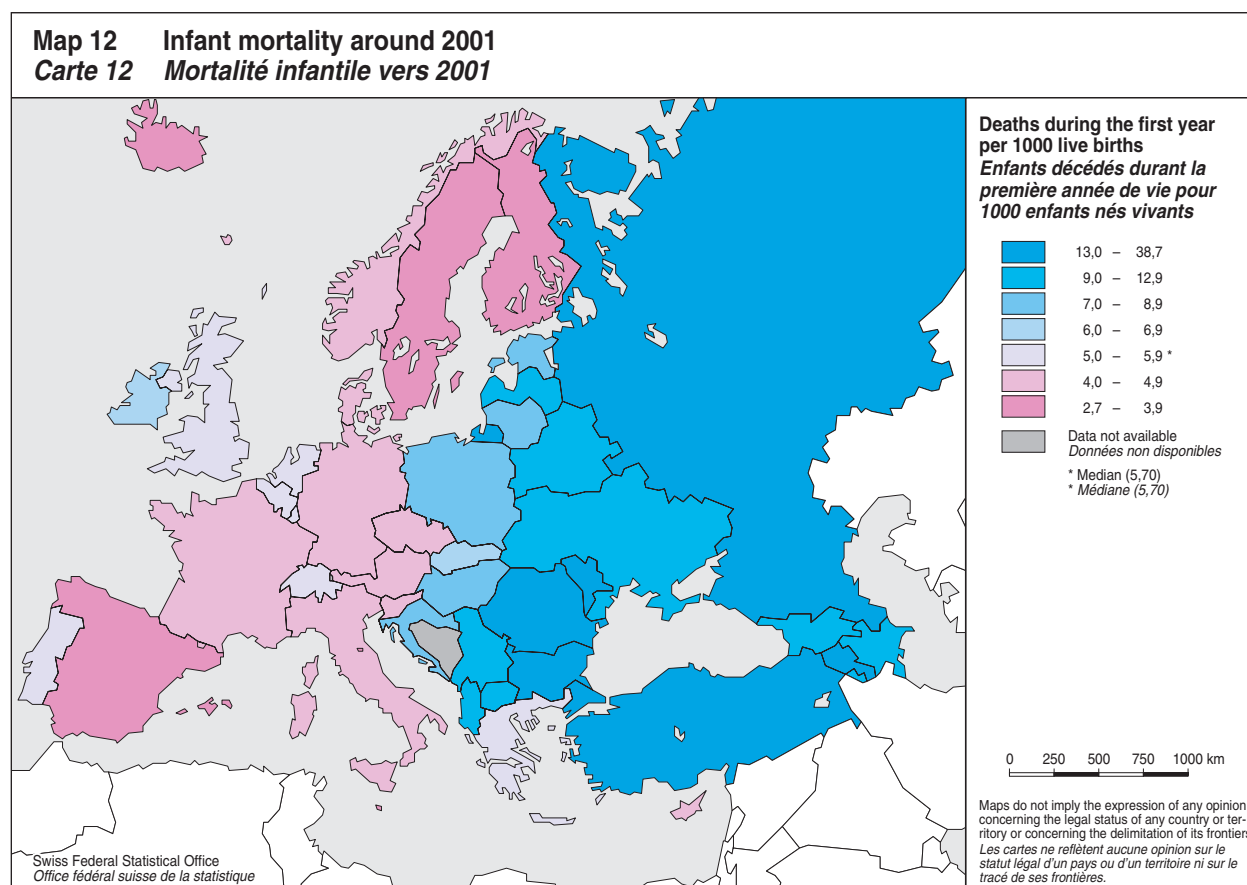 Map 12 Infant mortality around 2001
Carte 12 Mortalité infantile vers 2001
Deaths during the first year
per 1000 live births
Enfants décédés durant la
première année de vie pour
1000 enfants nés vivants
13,0 – 38,7
9,0 – 12,9
7,0 – 8,9
6,0 – 6,9
5,0 – 5,9 *
4,0 – 4,9
2,7 – 3,9
Data not available
Données non disponibles
* Median (5,70)
* Médiane (5,70)
0 250 500 750 1000 km
Maps do not imply the expression of any opinion
concerning the legal status of any country or ter-
ritory or concerning the delimitation of its frontiers
Les cartes ne reflètent aucune opinion sur le
statut légal d'un pays ou d'un territoire ni sur le
tracé de ses frontières.
Swiss Federal Statistical Office
Office fédéral suisse de la statistique